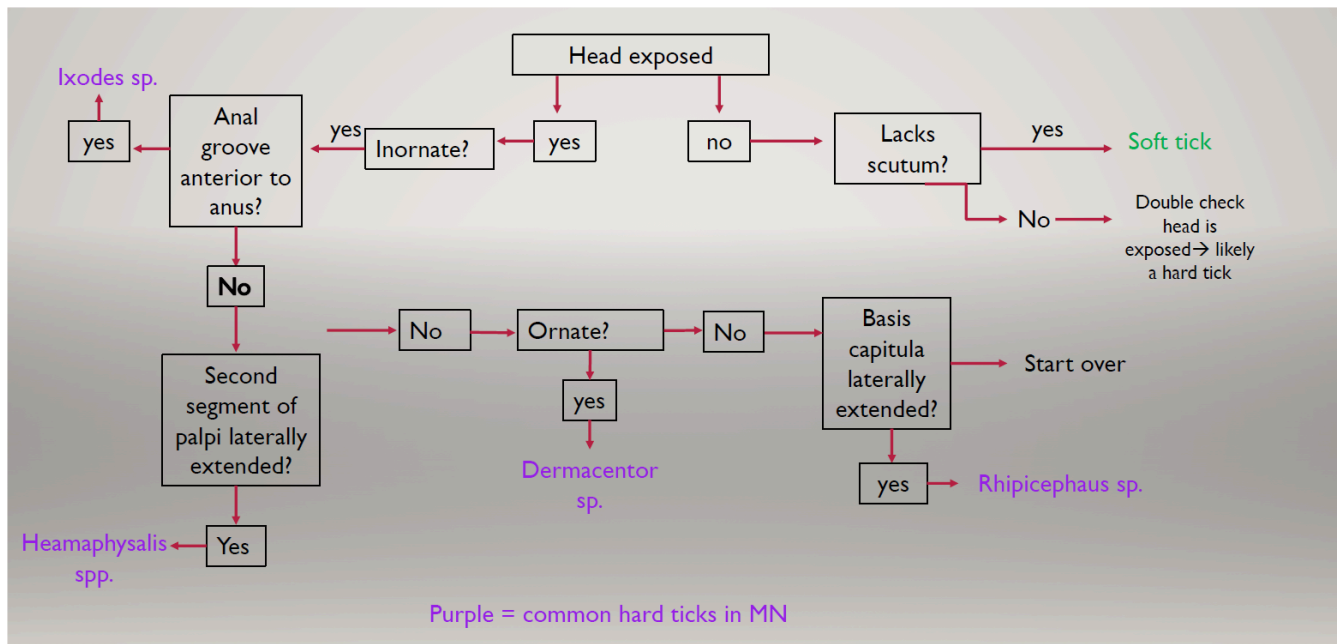 Head exposed
Ixodes sp.
Anal
groove
anterior to
anus?
yes
yes
Inornate?
yes
no
Lacks
scutum?
yes
Soft tick
No
Double check
head is
exposed→ likely
a hard tick
No
No
Ornate?
No
Basis
capitula
laterally
extended?
Start over
Second
segment of
palpi laterally
extended?
yes
Dermacentor
sp.
yes
Rhipicephaus sp.
Heamaphysalis
spp.
Yes
Purple = common hard ticks in MN